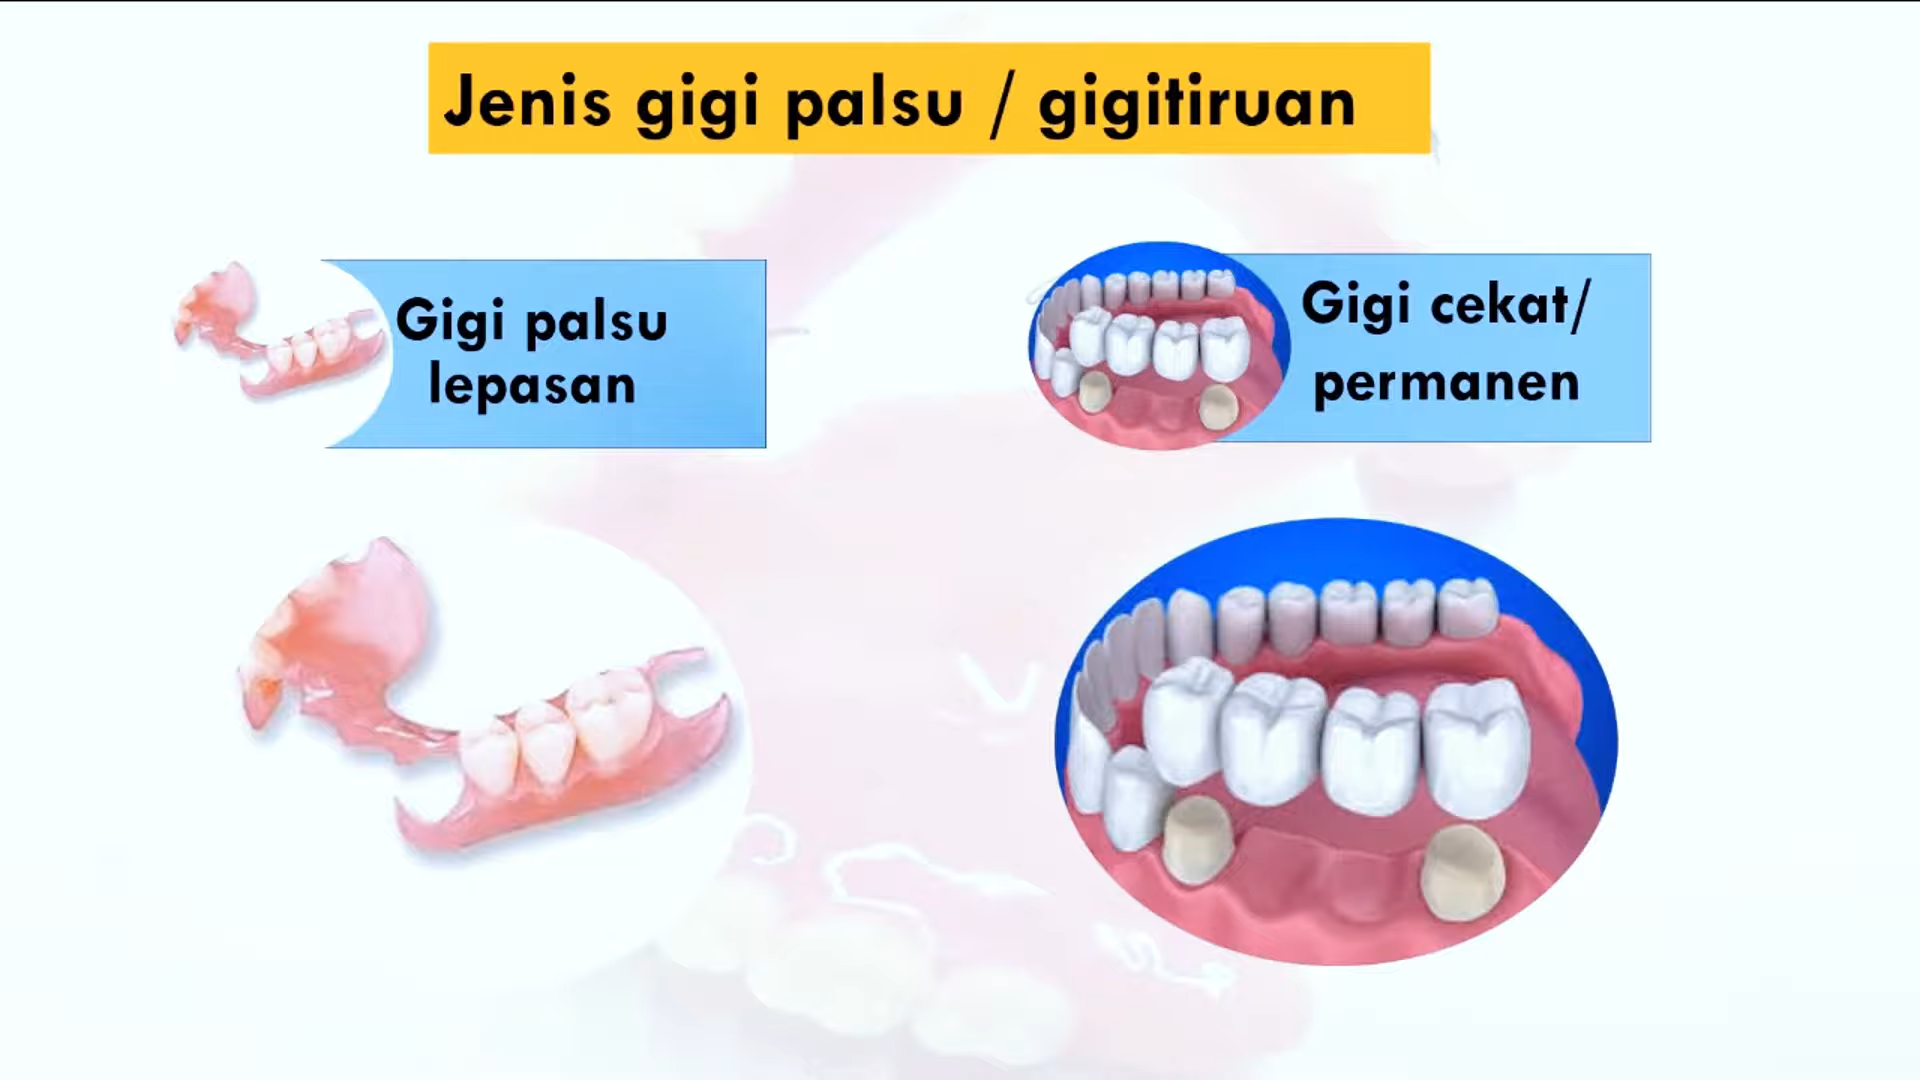 Jenis gigi palsu / gigitiruan
Gigi palsu
lepasan
Gigi cekat/
permanen